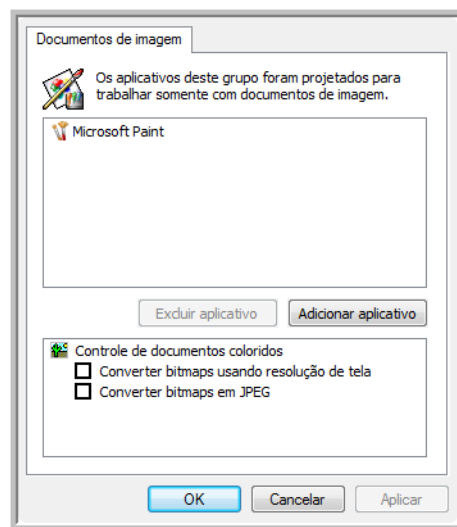 Documentos de imagem
Os aplicativos deste grupo foram projetados para
trabalhar somente com documentos de imagem.
Microsoft Paint
Excluir aplicativo
Adicionar aplicativo
Controle de documentos coloridos
Converter bitmaps usando resolução de tela
Converter bitmaps em JPEG
OK
Cancelar
Aplicar